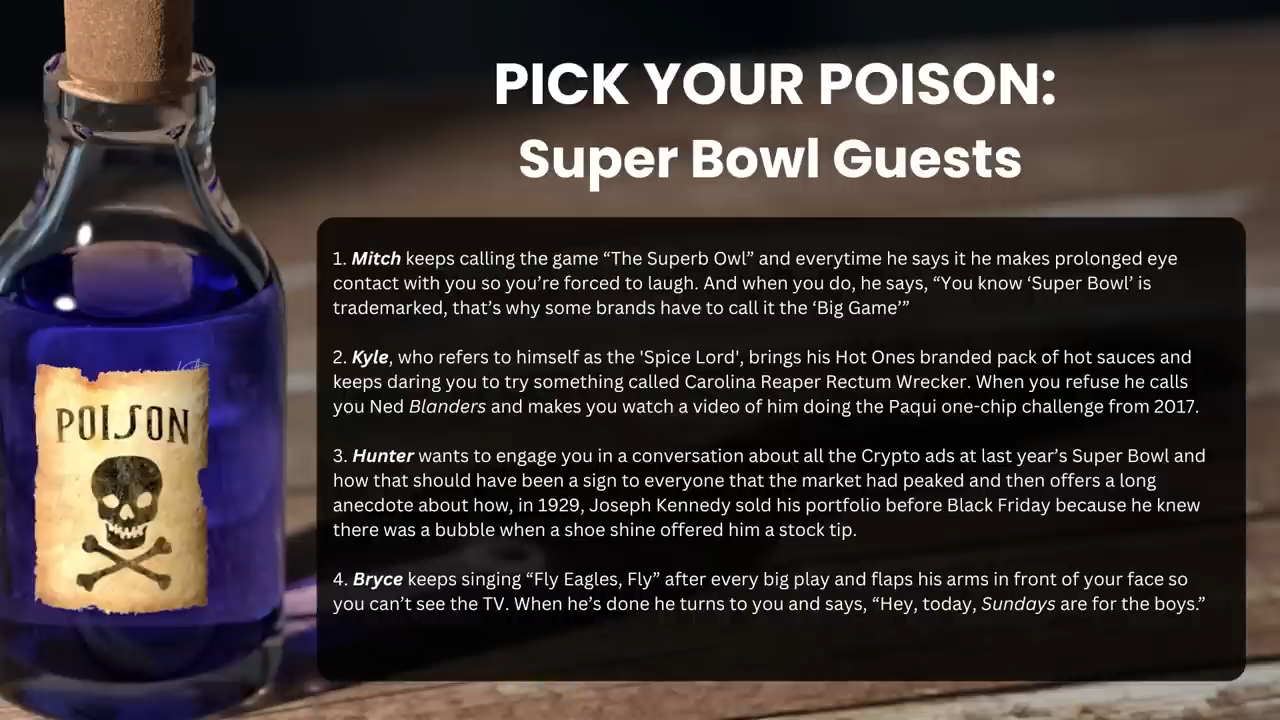 PICK YOUR POISON:
Super Bowl Guests
1. Mitch keeps calling the game “The Superb Owl” and everytime he says it he makes prolonged eye
contact with you so you’re forced to laugh. And when you do, he says, “You know ‘Super Bowl’ is
trademarked, that’s why some brands have to call it the ‘Big Game’”
2. Kyle, who refers to himself as the 'Spice Lord', brings his Hot Ones branded pack of hot sauces and
keeps daring you to try something called Carolina Reaper Rectum Wrecker. When you refuse he calls
you Ned Blanders and makes you watch a video of him doing the Paqui one-chip challenge from 2017.
3. Hunter wants to engage you in a conversation about all the Crypto ads at last year’s Super Bowl and
how that should have been a sign to everyone that the market had peaked and then offers a long
anecdote about how, in 1929, Joseph Kennedy sold his portfolio before Black Friday because he knew
there was a bubble when a shoe shine offered him a stock tip.
4. Bryce keeps singing “Fly Eagles, Fly” after every big play and flaps his arms in front of your face so
you can’t see the TV. When he’s done he turns to you and says, “Hey, today, Sundays are for the boys.”
POISON